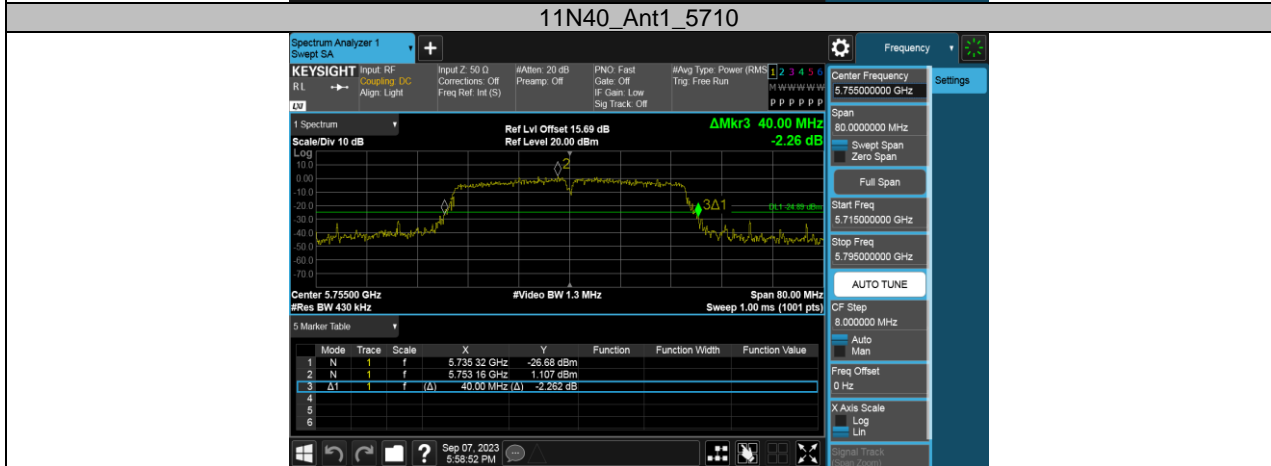 11N40_Ant1_5710
Spectrum Analyzer 1
Swept SA
+
Frequency
KEYSIGHT
RL
LXI
Input: RF
Coupling: DC
Align: Light
Input Z: 50 Ω
Corrections: Off
Freq Ref: Int (S)
#Atten: 20 dB
Preamp: Off
PNO: Fast
Gate: Off
IF Gain: Low
Sig Track: Off
#Avg Type: Power (RMS
Trig: Free Run
1 2 3 4 5 6
M W W W W W
P P P P P P
1 Spectrum
Scale/Div 10 dB
Ref Lvl Offset 15.69 dB
Ref Level 20.00 dBm
ΔMkr3 40.00 MHz
-2.26 dB
Log
10.0
0.00
-10.0
-20.0
-30.0
-40.0
-50.0
-60.0
-70.0
2
3Δ1
DL1 -24.89 dBm
Center 5.75500 GHz
#Video BW 1.3 MHz
Span 80.00 MHz
#Res BW 430 kHz
Sweep 1.00 ms (1001 pts)
5 Marker Table
Mode Trace Scale X Y Function Function Width Function Value
1 N 1 f 5.735 32 GHz -26.68 dBm
2 N 1 f 5.753 16 GHz 1.107 dBm
3 Δ1 1 f (Δ) 40.00 MHz (Δ) -2.262 dB
4
5
6
Center Frequency
5.755000000 GHz
Settings
Span
80.0000000 MHz
Swept Span
Zero Span
Full Span
Start Freq
5.715000000 GHz
Stop Freq
5.795000000 GHz
AUTO TUNE
CF Step
8.000000 MHz
Auto
Man
Freq Offset
0 Hz
X Axis Scale
Log
Lin
Signal Track
(Span Zoom)
?
Sep 07, 2023
5:58:52 PM